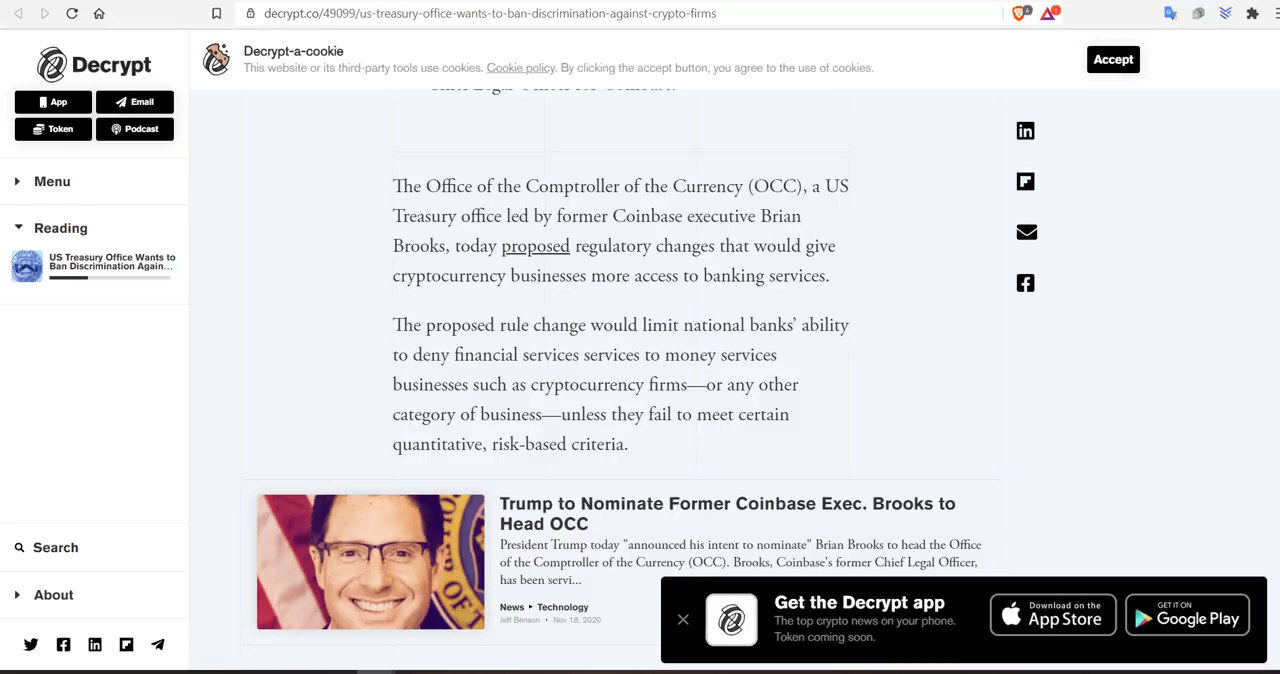 decrypt.co/49099/us-treasury-office-wants-to-ban-discrimination-against-crypto-firms
6
1
Decrypt
App
Email
Token
Podcast
Menu
Reading
US Treasury Office Wants to
Ban Discrimination Again...
Search
About
Decrypt-a-cookie
This website or its third-party tools use cookies. Cookie policy. By clicking the accept button, you agree to the use of cookies.
Accept
Chief Legal Officer for Coinbase.
The Office of the Comptroller of the Currency (OCC), a US
Treasury office led by former Coinbase executive Brian
Brooks, today proposed regulatory changes that would give
cryptocurrency businesses more access to banking services.
The proposed rule change would limit national banks’ ability
to deny financial services services to money services
businesses such as cryptocurrency firms—or any other
category of business—unless they fail to meet certain
quantitative, risk-based criteria.
Trump to Nominate Former Coinbase Exec. Brooks to
Head OCC
President Trump today "announced his intent to nominate" Brian Brooks to head the Office
of the Comptroller of the Currency (OCC). Brooks, Coinbase's former Chief Legal Officer,
has been servi...
News ‣ Technology
Jeff Benson • Nov 18, 2020
Get the Decrypt app
The top crypto news on your phone.
Token coming soon.
Download on the
App Store
GET IT ON
Google Play